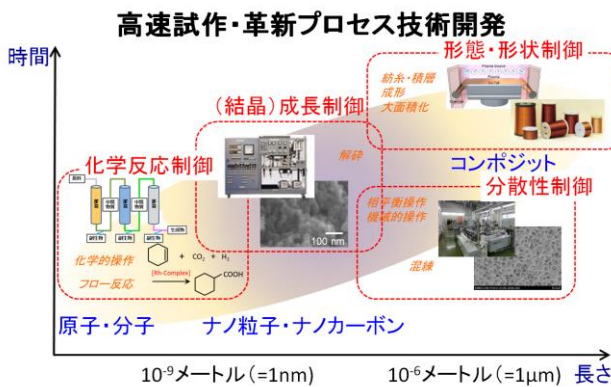 高速試作・革新プロセス技術開発
時間
形態・形状制御
Plasma Source
Plasma
紡糸・積層
成形
大面積化
(結晶)成長制御
解砕
コンポジット
化学反応制御
分散性制御
相平衡操作
機械的操作
100 nm
化学的操作
+ CO₂ + H₂
[Rh-Complex]
COOH
フロー反応
混練
原子・分子
ナノ粒子・ナノカーボン
10⁻⁹メートル(=1nm)
10⁻⁶メートル(=1μm)
長さ